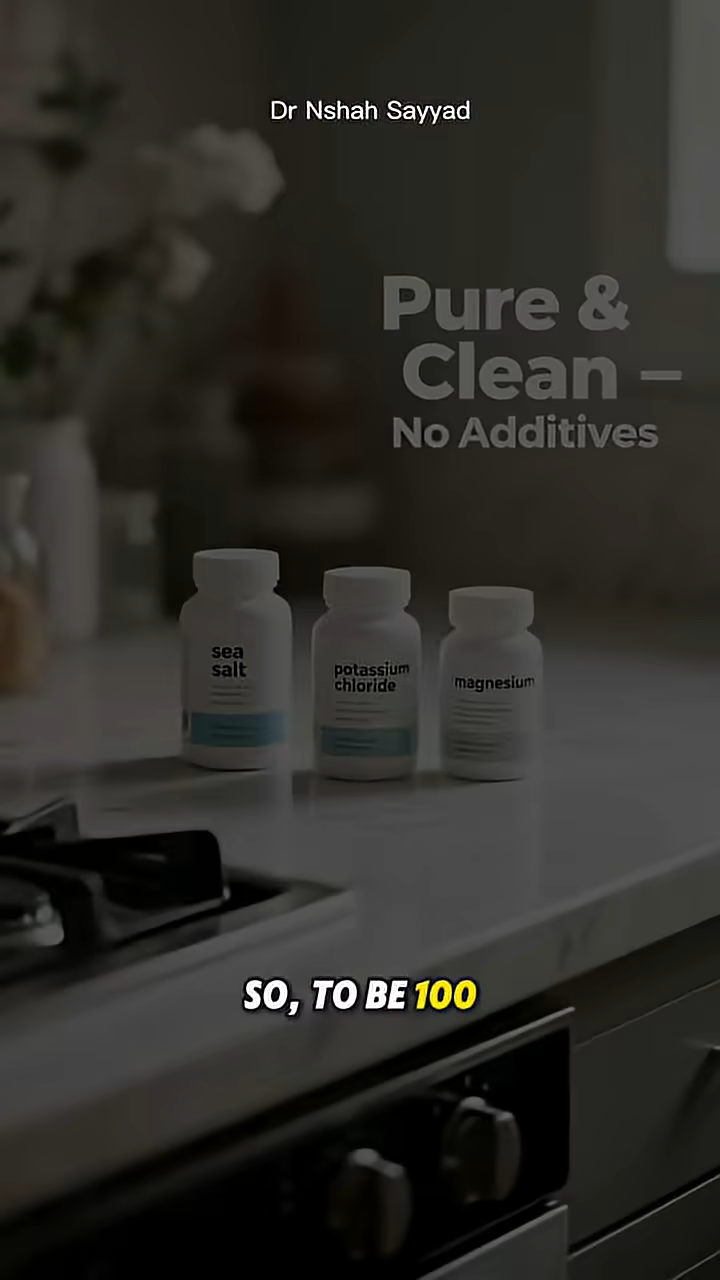 Dr Nshah Sayyad
Pure &
Clean –
No Additives
sea
salt
potassium
chloride
magnesium
SO, TO BE 100